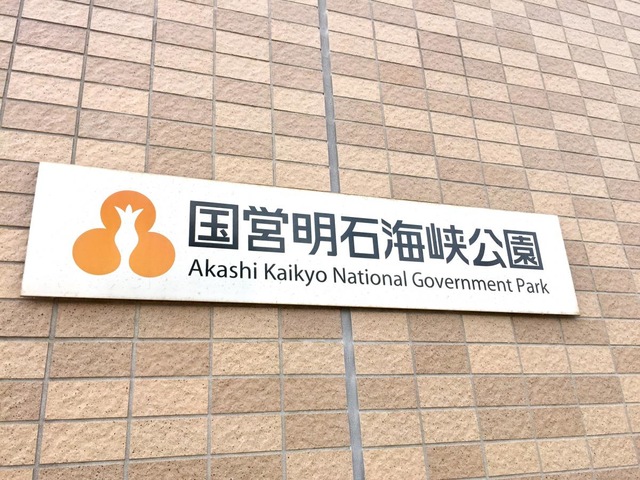 国営明石海峡公園
Akashi Kaikyo National Government Park